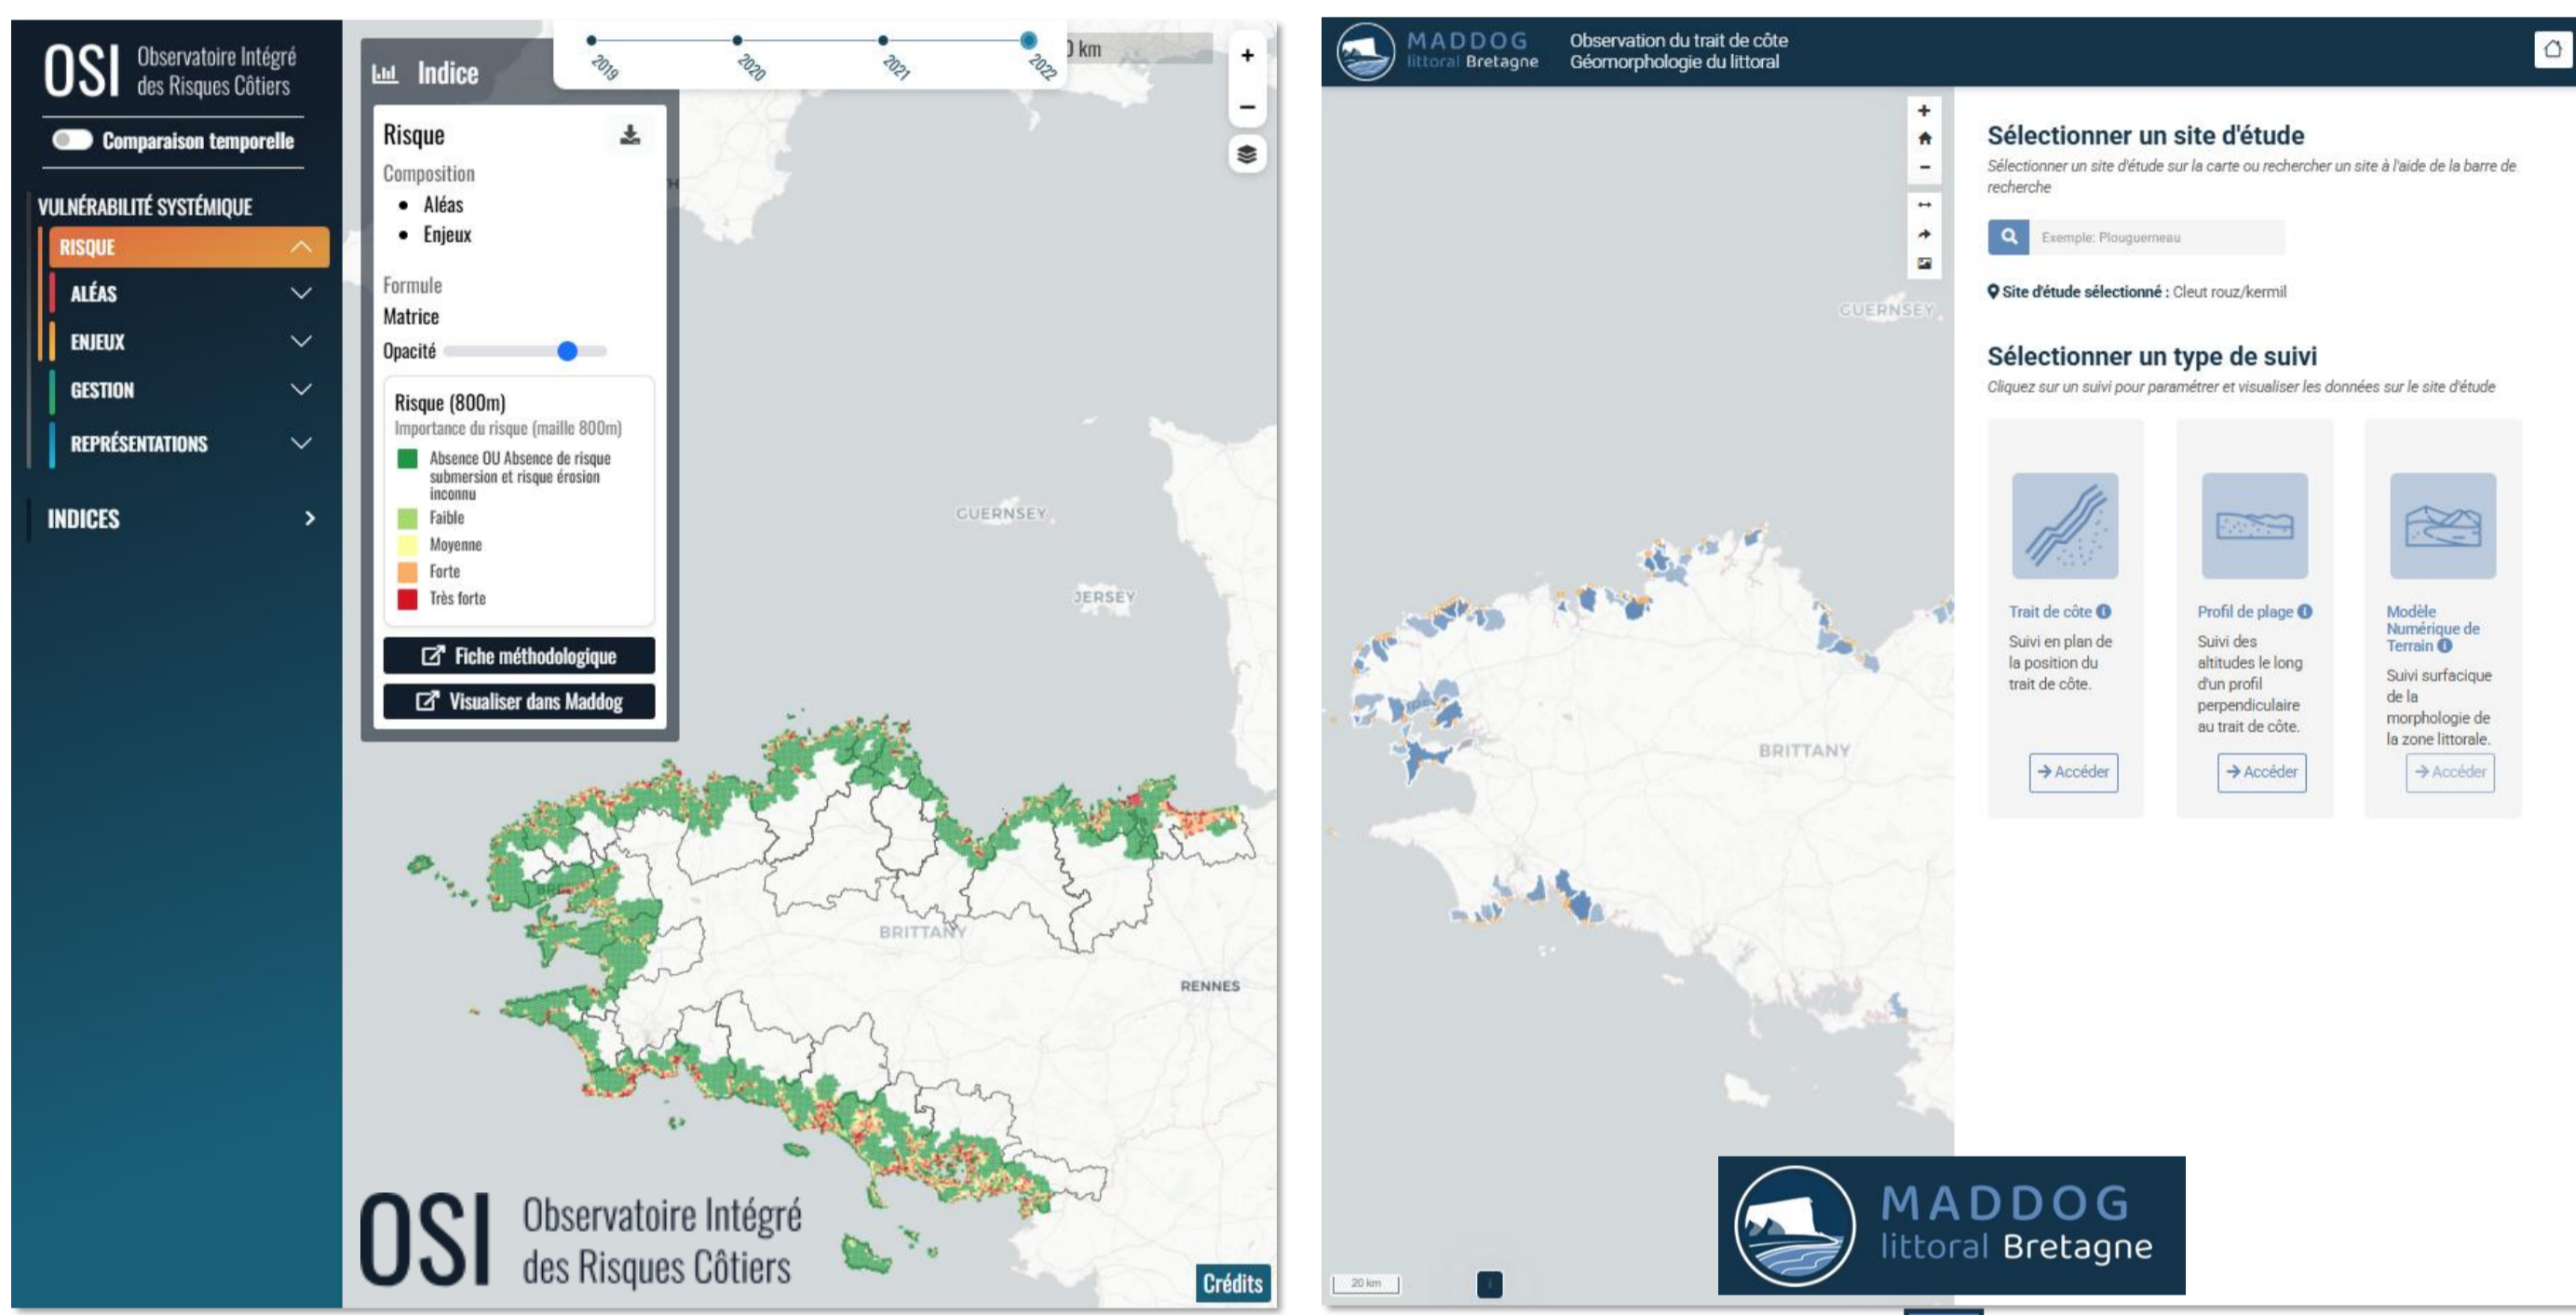 OSI
Observatoire Intégré
des Risques Côtiers
Comparaison temporelle
VULNÉRABILITÉ SYSTÉMIQUE
RISQUE
ALÉAS
ENJEUX
GESTION
REPRÉSENTATIONS
INDICES
Indice
2019
2020
2021
2022
km
+
−
Risque
Composition
• Aléas
• Enjeux
Formule
Matrice
Opacité
Risque (800m)
Importance du risque (maille 800m)
Absence OU Absence de risque
submersion et risque érosion
inconnu
Faible
Moyenne
Forte
Très forte
Fiche méthodologique
Visualiser dans Maddog
GUERNSEY
JERSEY
BRITTANY
RENNES
OSI
Observatoire Intégré
des Risques Côtiers
Crédits
MADDOG
littoral Bretagne
Observation du trait de côte
Géomorphologie du littoral
+
−
GUERNSEY
BRITTANY
20 km
Sélectionner un site d'étude
Sélectionner un site d'étude sur la carte ou rechercher un site à l'aide de la barre de
recherche
Exemple: Plouguerneau
Site d'étude sélectionné : Cleut rouz/kermil
Sélectionner un type de suivi
Cliquez sur un suivi pour paramétrer et visualiser les données sur le site d'étude
Trait de côte
Suivi en plan de
la position du
trait de côte.
→ Accéder
Profil de plage
Suivi des
altitudes le long
d'un profil
perpendiculaire
au trait de côte.
→ Accéder
Modèle
Numérique de
Terrain
Suivi surfacique
de la
morphologie de
la zone littorale.
→ Accéder
MADDOG
littoral Bretagne